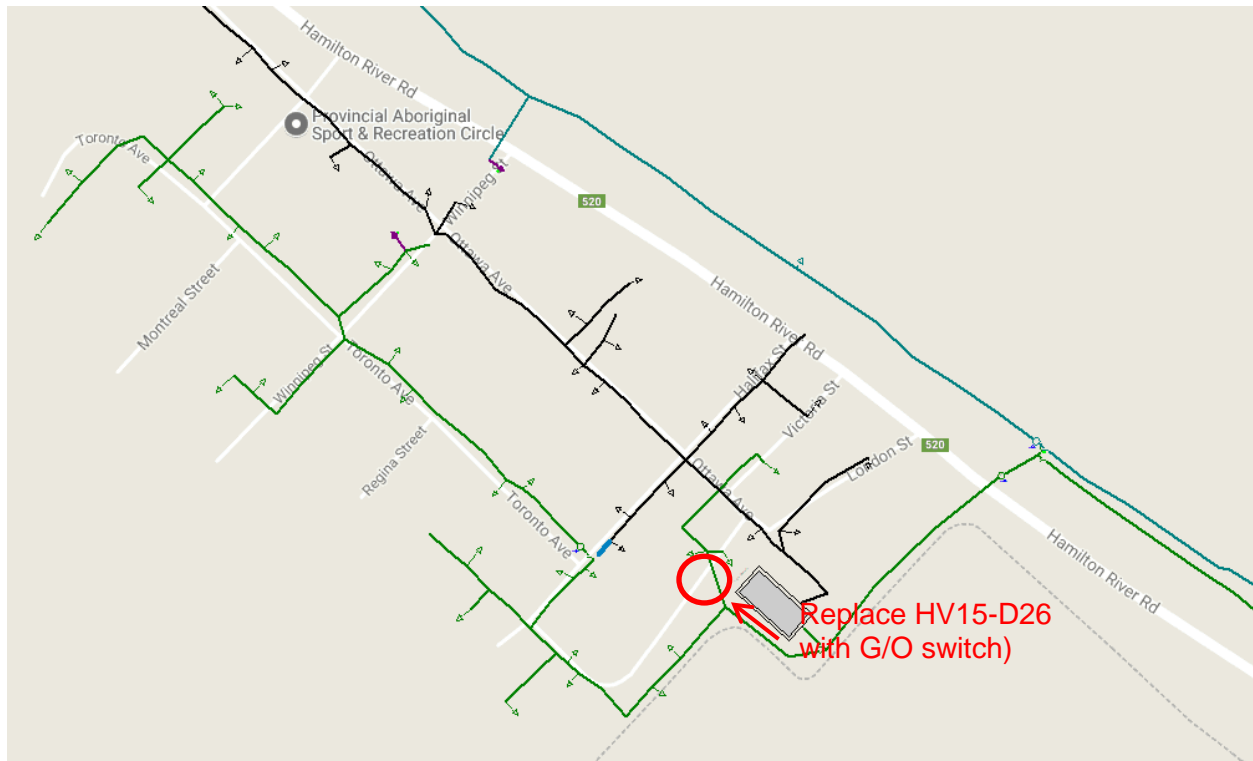 Hamilton River Rd
Provincial Aboriginal
Sport & Recreation Circle
Toronto Ave
Ottawa Ave
Winnipeg St
520
Ottawa Ave
Montreal Street
Hamilton River Rd
Winnipeg St
Toronto Ave
Halifax St
Victoria St
Regina Street
London St
520
Ottawa Ave
Toronto Ave
Hamilton River Rd
Replace HV15-D26
with G/O switch)